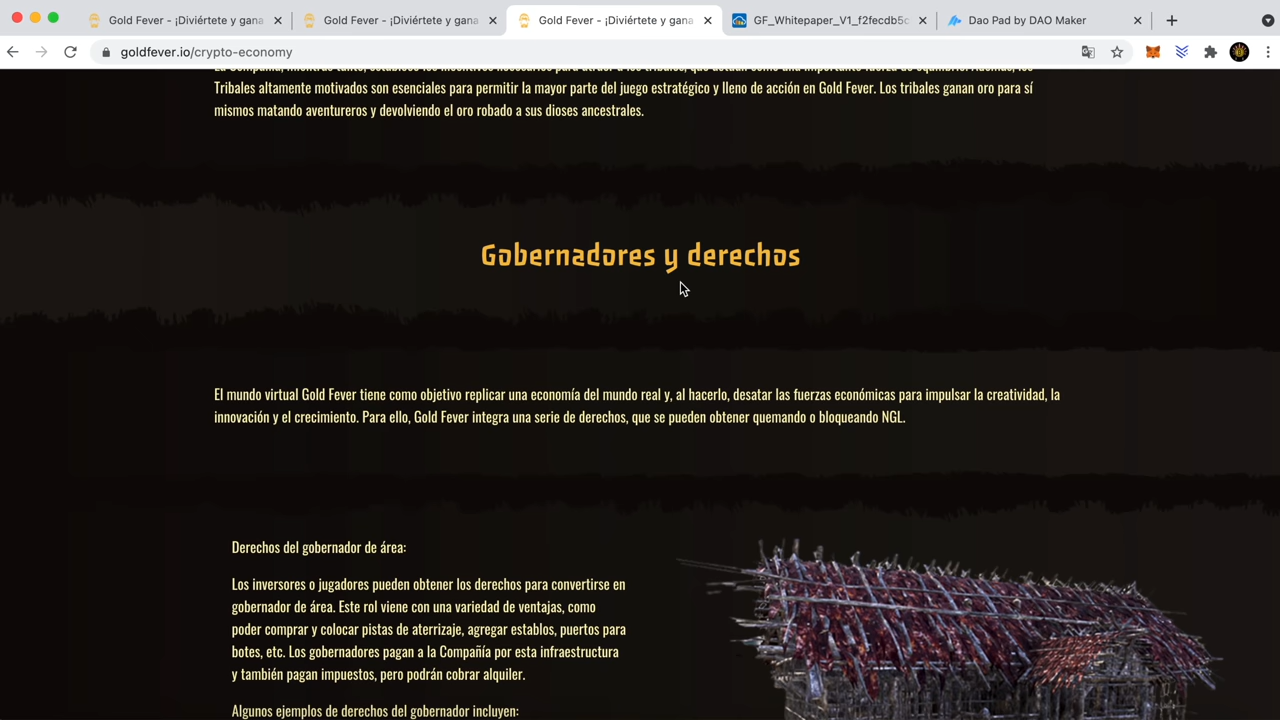 Gold Fever - ¡Diviértete y gana
Gold Fever - ¡Diviértete y gana
Gold Fever - ¡Diviértete y gana
GF_Whitepaper_V1_f2fecdb5c
Dao Pad by DAO Maker
goldfever.io/crypto-economy
Tribales altamente motivados son esenciales para permitir la mayor parte del juego estratégico y lleno de acción en Gold Fever. Los tribales ganan oro para sí
mismos matando aventureros y devolviendo el oro robado a sus dioses ancestrales.
Gobernadores y derechos
El mundo virtual Gold Fever tiene como objetivo replicar una economía del mundo real y, al hacerlo, desatar las fuerzas económicas para impulsar la creatividad, la
innovación y el crecimiento. Para ello, Gold Fever integra una serie de derechos, que se pueden obtener quemando o bloqueando NGL.
Derechos del gobernador de área:
Los inversores o jugadores pueden obtener los derechos para convertirse en
gobernador de área. Este rol viene con una variedad de ventajas, como
poder comprar y colocar pistas de aterrizaje, agregar establos, puertos para
botes, etc. Los gobernadores pagan a la Compañía por esta infraestructura
y también pagan impuestos, pero podrán cobrar alquiler.
Algunos ejemplos de derechos del gobernador incluyen: